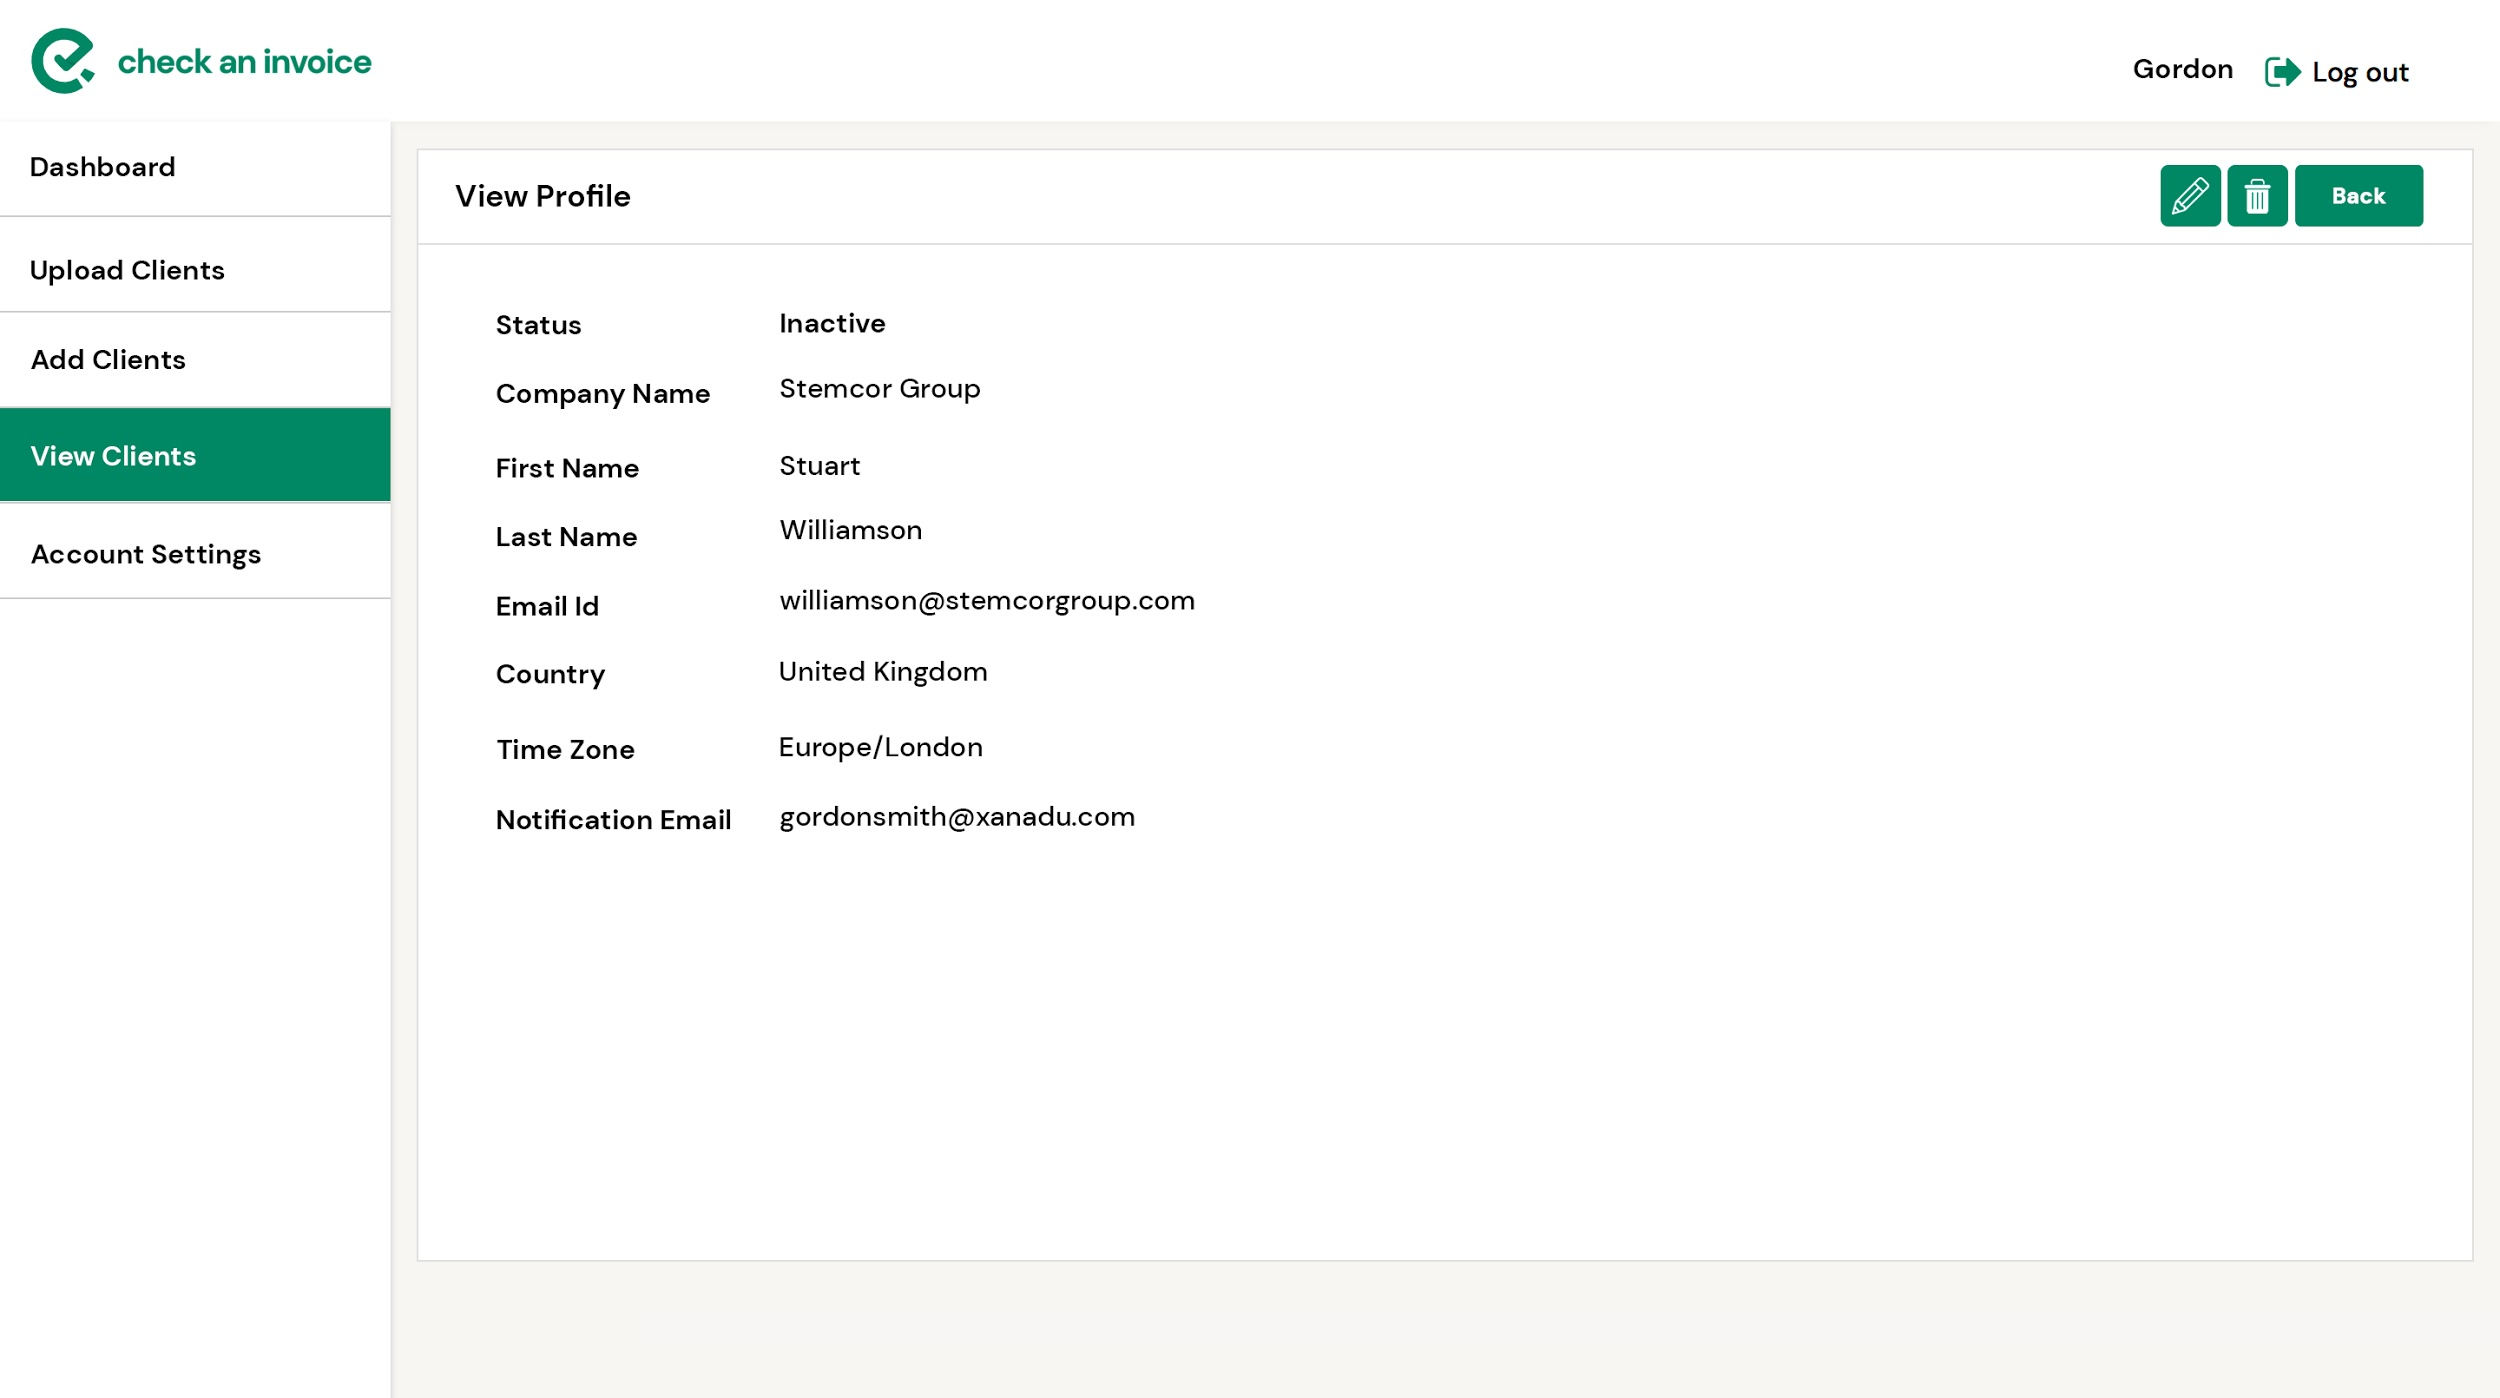 check an invoice
Gordon
Log out
Dashboard
Upload Clients
Add Clients
View Clients
Account Settings
View Profile
Back
Status Inactive
Company Name Stemcor Group
First Name Stuart
Last Name Williamson
Email Id williamson@stemcorgroup.com
Country United Kingdom
Time Zone Europe/London
Notification Email gordonsmith@xanadu.com